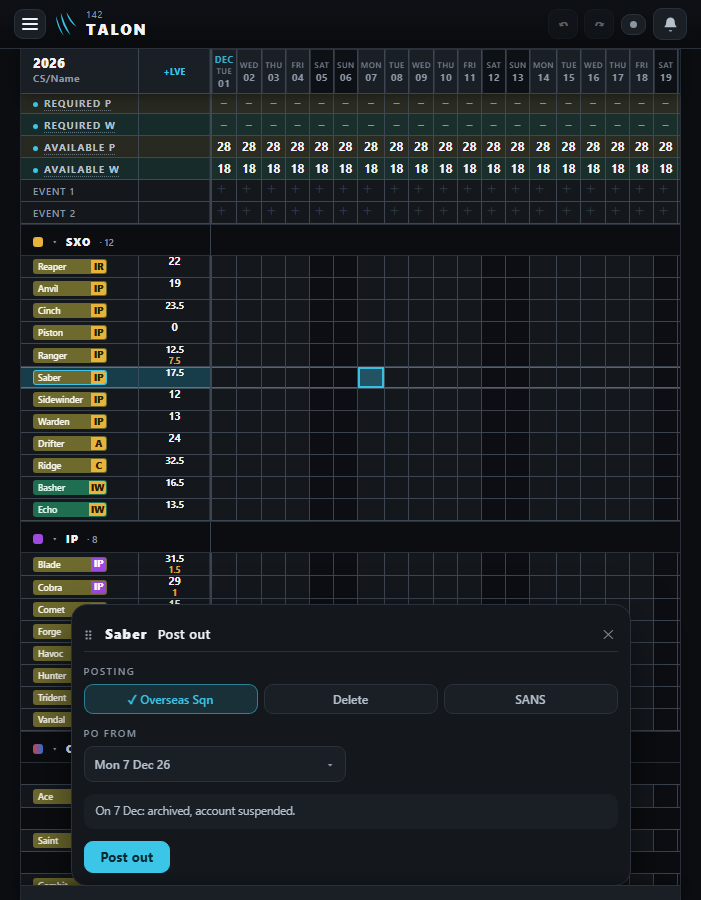 142
TALON
2026
CS/Name
+LVE
DEC
TUE 01 WED 02 THU 03 FRI 04 SAT 05 SUN 06 MON 07 TUE 08 WED 09 THU 10 FRI 11 SAT 12 SUN 13 MON 14 TUE 15 WED 16 THU 17 FRI 18 SAT 19
REQUIRED P – – – – – – – – – – – – – – – – – – –
REQUIRED W – – – – – – – – – – – – – – – – – – –
AVAILABLE P 28 28 28 28 28 28 28 28 28 28 28 28 28 28 28 28 28 28 28
AVAILABLE W 18 18 18 18 18 18 18 18 18 18 18 18 18 18 18 18 18 18 18
EVENT 1 + + + + + + + + + + + + + + + + + + +
EVENT 2 + + + + + + + + + + + + + + + + + + +
· SXO · 12
Reaper IR 22
Anvil IP 19
Cinch IP 23.5
Piston IP 0
Ranger IP 12.5
7.5
Saber IP 17.5
Sidewinder IP 12
Warden IP 13
Drifter A 24
Ridge C 32.5
Basher IW 16.5
Echo IW 13.5
· IP · 8
Blade IP 31.5
1.5
Cobra IP 29
1
Comet
Forge
Havoc
Hunter
Trident
Vandal
Ace
Saint
Saber Post out
POSTING
✓ Overseas Sqn
Delete
SANS
PO FROM
Mon 7 Dec 26
On 7 Dec: archived, account suspended.
Post out